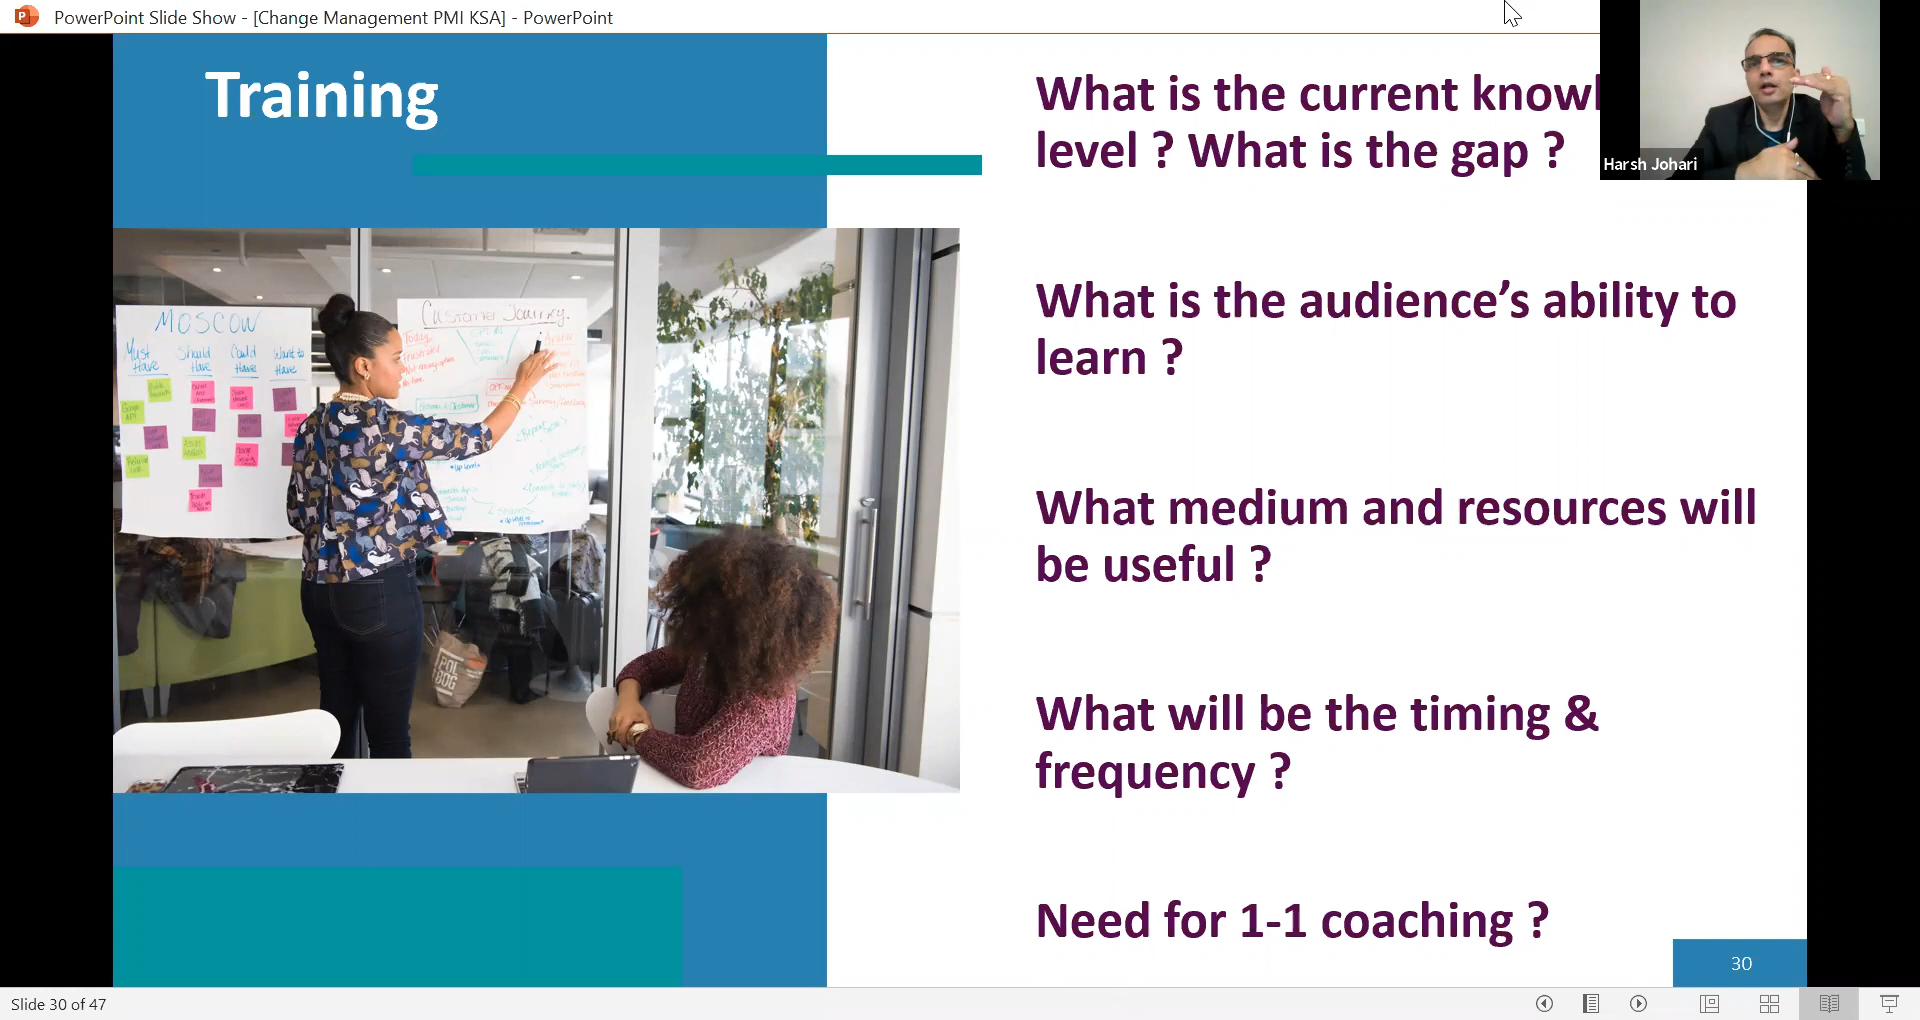 PowerPoint Slide Show - [Change Management PMI KSA] - PowerPoint
Training
What is the current knowl
level ? What is the gap ?
Harsh Johari
What is the audience’s ability to
learn ?
What medium and resources will
be useful ?
What will be the timing &
frequency ?
Need for 1-1 coaching ?
MOSCOW
Must Have
Should Have
Could Have
Want to Have
Customer Journey
Today
Frustrated
30
Slide 30 of 47